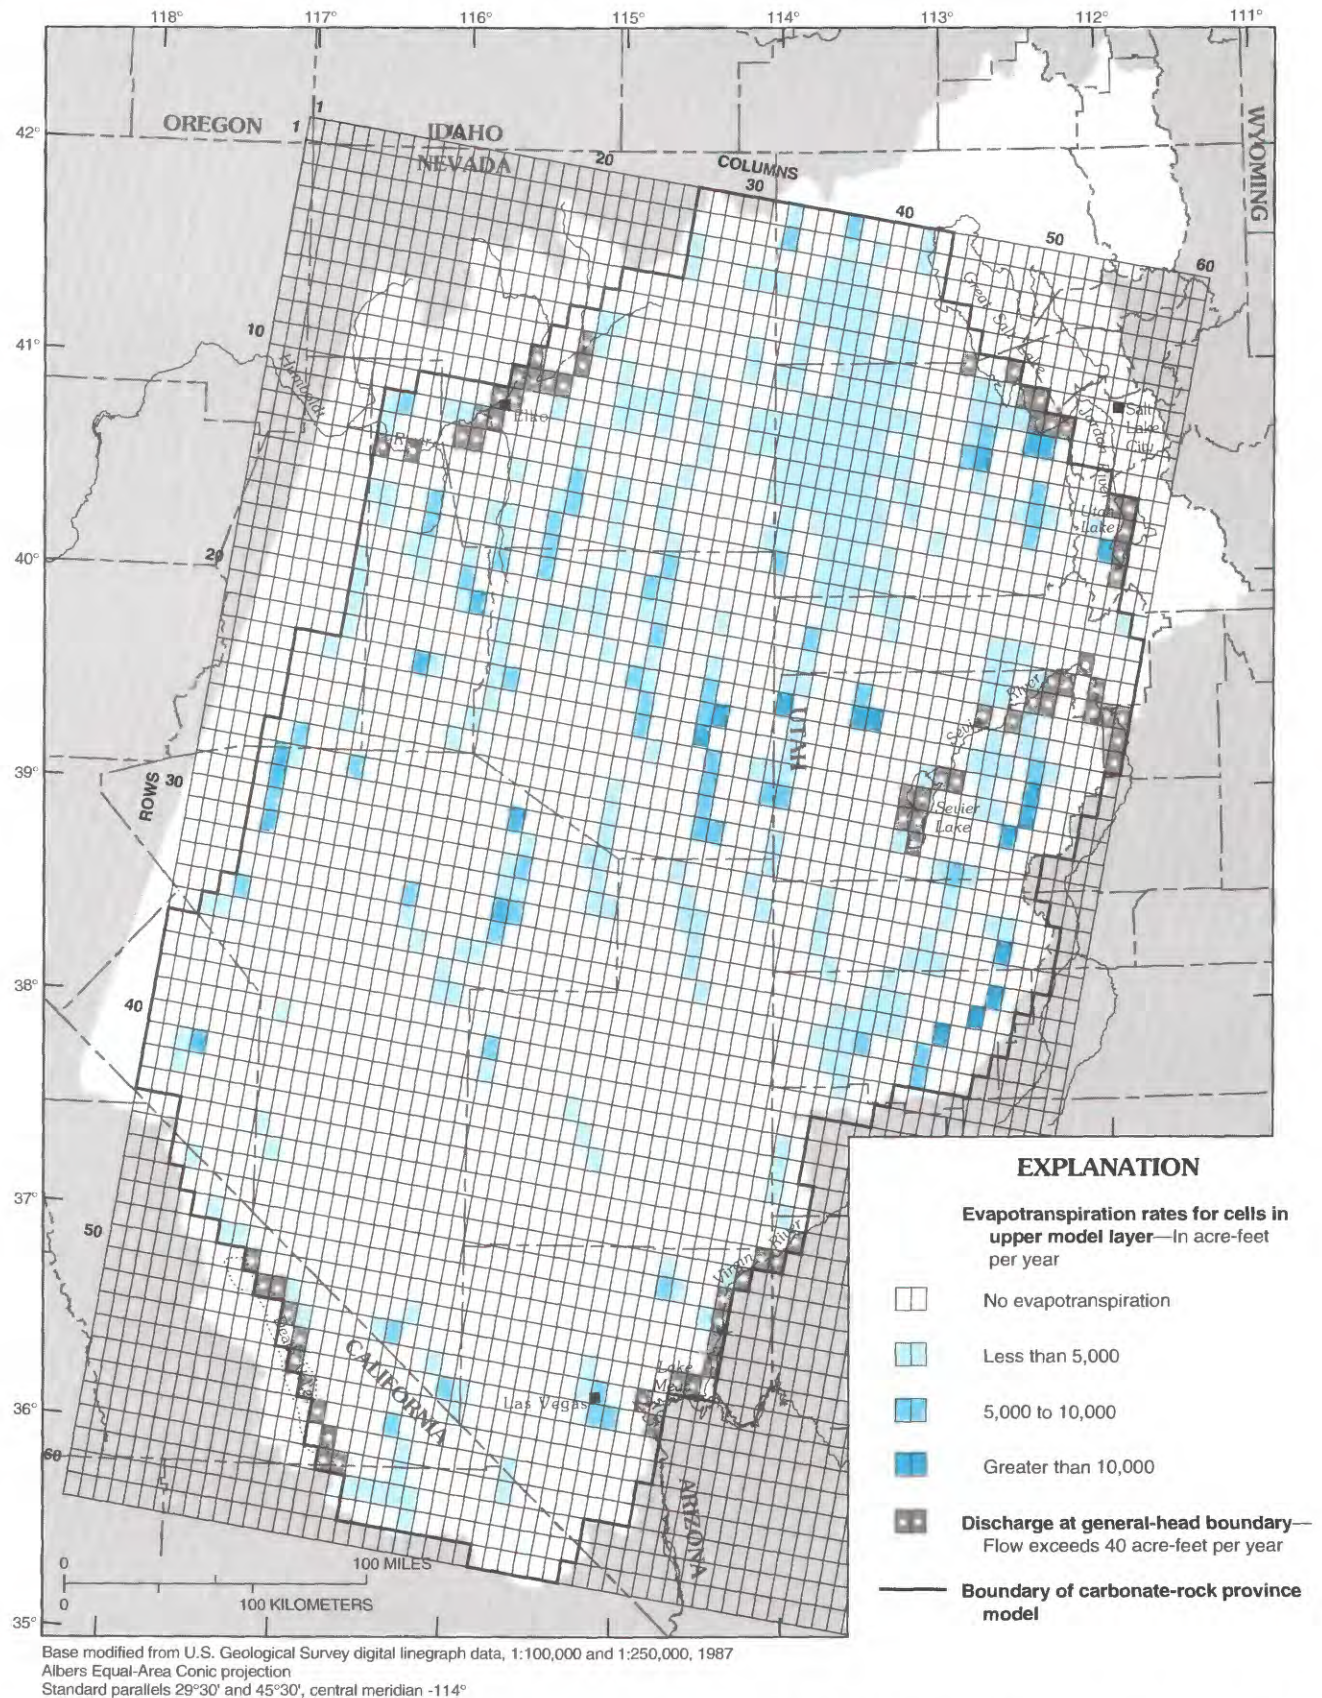 118° 117° 116° 115° 114° 113° 112° 111°
42°
41°
40°
39°
38°
37°
36°
35°
OREGON
IDAHO
NEVADA
WYOMING
UTAH
CALIFORNIA
ARIZONA
COLUMNS
1
20
30
40
50
60
ROWS
1
10
20
30
40
50
60
Great Salt Lake
Humboldt
River
Elko
Salt
Lake
City
Jordan River
Utah
Lake
Sevier
River
Sevier
Lake
Virgin River
Lake
Mead
Las Vegas
EXPLANATION
Evapotranspiration rates for cells in
upper model layer—In acre-feet
per year
No evapotranspiration
Less than 5,000
5,000 to 10,000
Greater than 10,000
Discharge at general-head boundary—
Flow exceeds 40 acre-feet per year
Boundary of carbonate-rock province
model
0 100 MILES
0 100 KILOMETERS
Base modified from U.S. Geological Survey digital linegraph data, 1:100,000 and 1:250,000, 1987
Albers Equal-Area Conic projection
Standard parallels 29°30' and 45°30', central meridian -114°